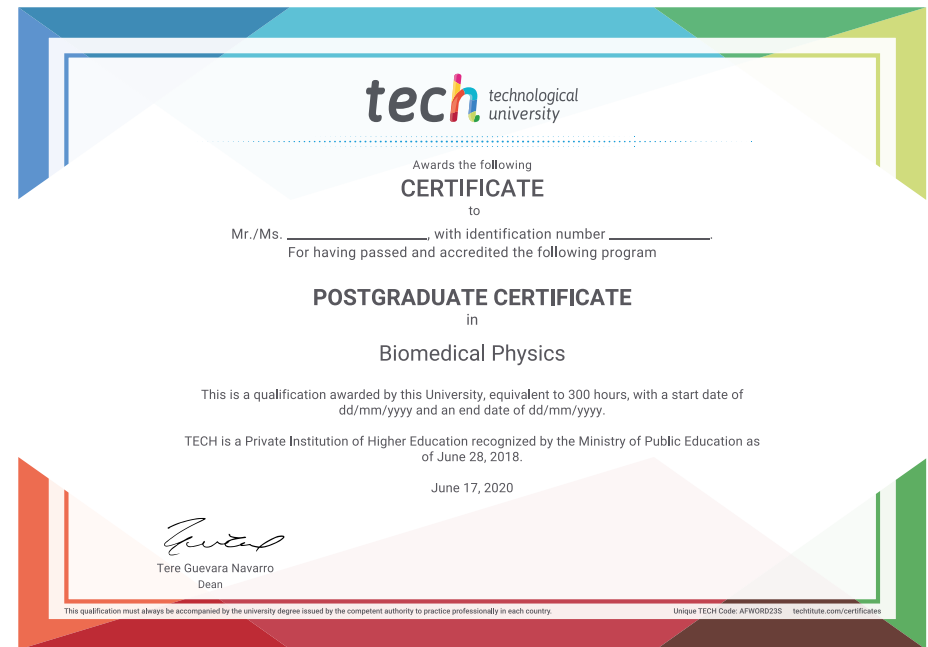 tech technological
university
Awards the following
CERTIFICATE
to
Mr./Ms. ____________________, with identification number ______________.
For having passed and accredited the following program
POSTGRADUATE CERTIFICATE
in
Biomedical Physics
This is a qualification awarded by this University, equivalent to 300 hours, with a start date of
dd/mm/yyyy and an end date of dd/mm/yyyy.
TECH is a Private Institution of Higher Education recognized by the Ministry of Public Education as
of June 28, 2018.
June 17, 2020
Tere Guevara Navarro
Dean
This qualification must always be accompanied by the university degree issued by the competent authority to practice professionally in each country. Unique TECH Code: AFWORD23S techtitute.com/certificates